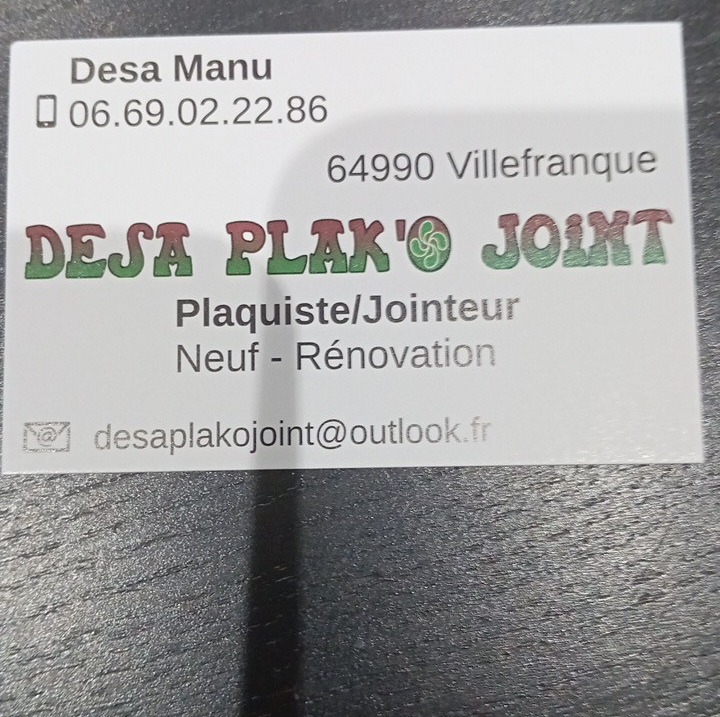 Desa Manu
06.69.02.22.86
64990 Villefranque
DESA PLAK'O JOiNT
Plaquiste/Jointeur
Neuf - Rénovation
desaplakojoint@outlook.fr